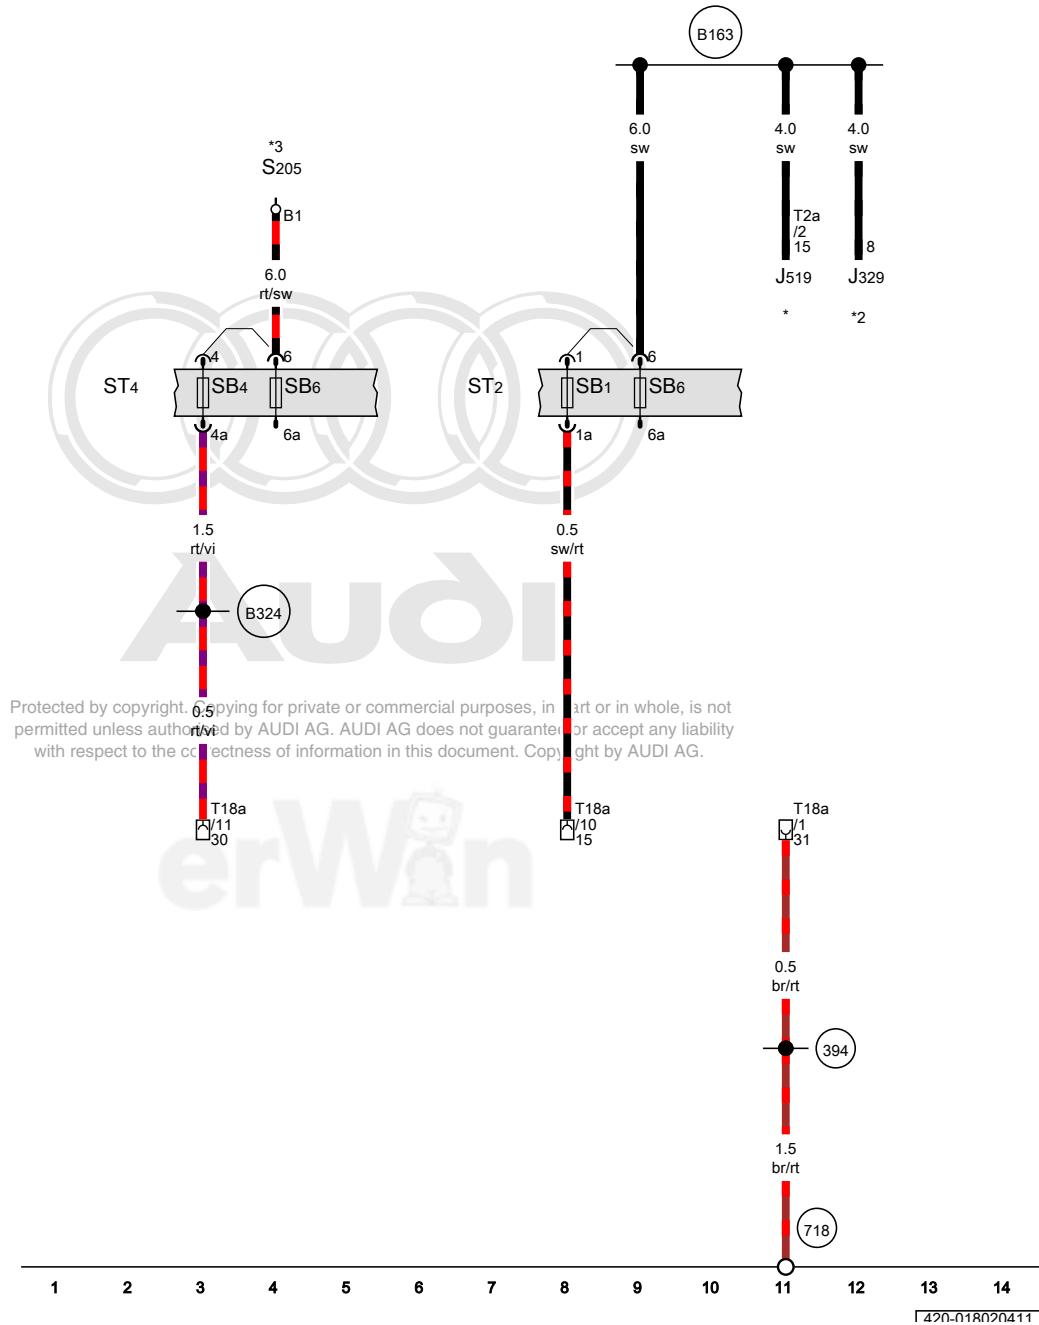 B163
6.0
sw
4.0
sw
4.0
sw
*3
S205
B1
T2a
/2
15
8
6.0
rt/sw
J519
J329
*
*2
4
6
1
6
ST4
SB4
SB6
ST2
SB1
SB6
4a
6a
1a
6a
1.5
rt/vi
0.5
sw/rt
Audi
B324
Protected by copyright. Copying for private or commercial purposes, in part or in whole, is not
permitted unless authorised by AUDI AG. AUDI AG does not guarantee or accept any liability
with respect to the correctness of information in this document. Copyright by AUDI AG.
0.5
rt/vi
T18a
/11
30
T18a
/10
15
T18a
/1
31
erWin
0.5
br/rt
394
1.5
br/rt
718
1 2 3 4 5 6 7 8 9 10 11 12 13 14
420-018020411